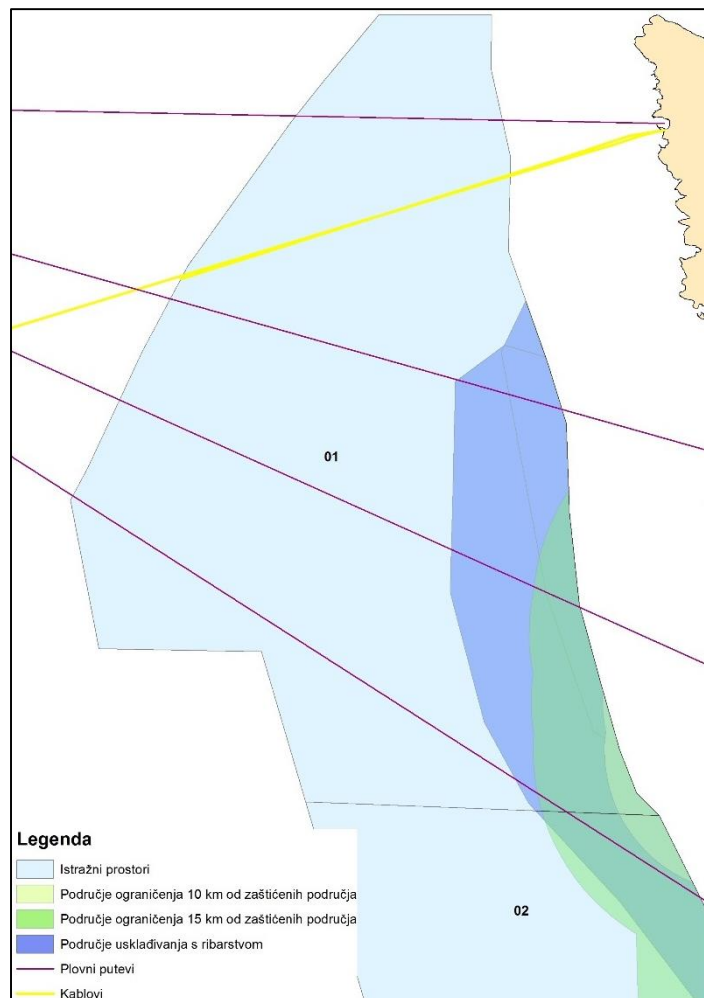 01
02
Legenda
Istražni prostori
Područje ograničenja 10 km od zaštićenih područja
Područje ograničenja 15 km od zaštićenih područja
Područje usklađivanja s ribarstvom
Plovni putevi
Kablovi